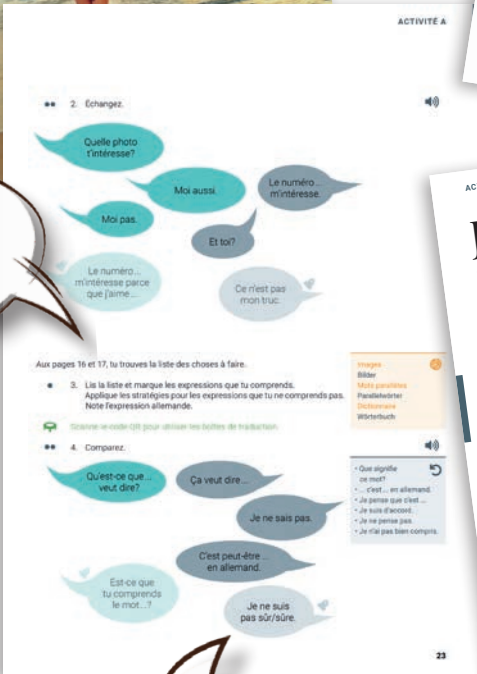 ACTIVITÉ A
2. Échangez.
Quelle photo
t'intéresse?
Moi aussi.
Le numéro ...
m'intéresse.
Moi pas.
Et toi?
Le numéro ...
m'intéresse parce
que j'aime ...
Ce n'est pas
mon truc.
Aux pages 16 et 17, tu trouves la liste des choses à faire.
3. Lis la liste et marque les expressions que tu comprends.
Applique les stratégies pour les expressions que tu ne comprends pas.
Note l'expression allemande.
Images
Bilder
Mots parallèles
Parallelwörter
Dictionnaire
Wörterbuch
Scanne le code QR pour utiliser les boîtes de traduction.
4. Comparez.
Qu'est-ce que ...
veut dire?
Ça veut dire ...
Je ne sais pas.
C'est peut-être ...
en allemand.
Est-ce que
tu comprends
le mot ...?
Je ne suis
pas sûr/sûre.
• Que signifie
ce mot?
• ... c'est ... en allemand.
• Je pense que c'est ...
• Je suis d'accord.
• Je ne pense pas.
• Je n'ai pas bien compris.
23